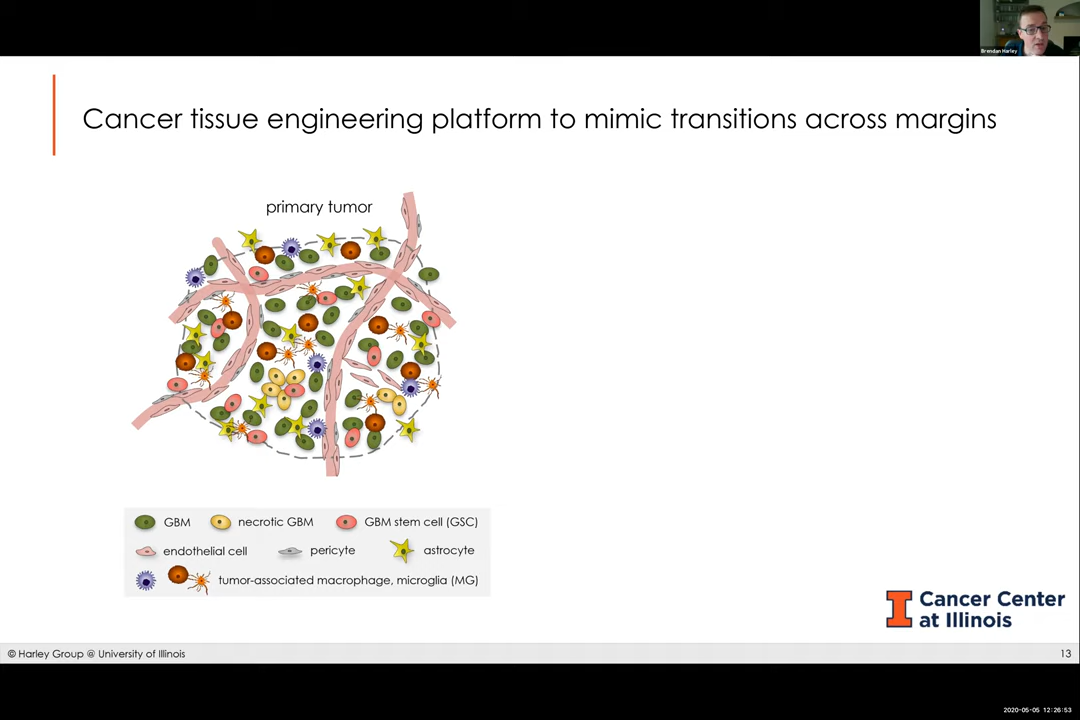 Brendan Harley
Cancer tissue engineering platform to mimic transitions across margins
primary tumor
GBM
necrotic GBM
GBM stem cell (GSC)
endothelial cell
pericyte
astrocyte
tumor-associated macrophage, microglia (MG)
Cancer Center
at Illinois
© Harley Group @ University of Illinois
13
2020-05-05 12:26:53